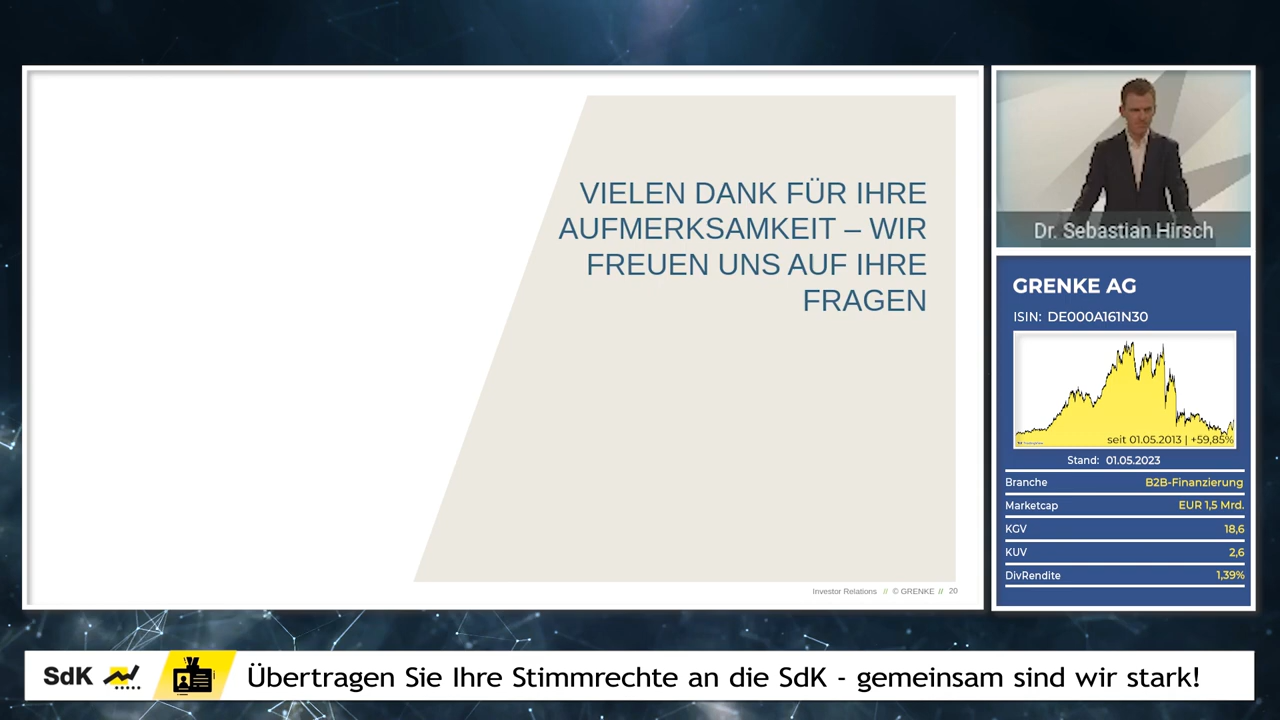 VIELEN DANK FÜR IHRE
AUFMERKSAMKEIT – WIR
FREUEN UNS AUF IHRE
FRAGEN
Investor Relations // © GRENKE // 20
Dr. Sebastian Hirsch
GRENKE AG
ISIN: DE000A161N30
seit 01.05.2013 | +59,85%
Stand: 01.05.2023
Branche B2B-Finanzierung
Marketcap EUR 1,5 Mrd.
KGV 18,6
KUV 2,6
DivRendite 1,39%
SdK
Übertragen Sie Ihre Stimmrechte an die SdK - gemeinsam sind wir stark!